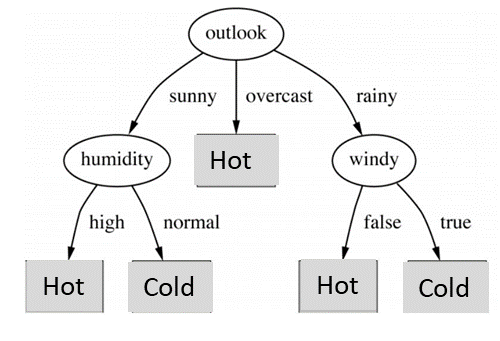 outlook
sunny
overcast
rainy
humidity
Hot
windy
high
normal
false
true
Hot
Cold
Hot
Cold